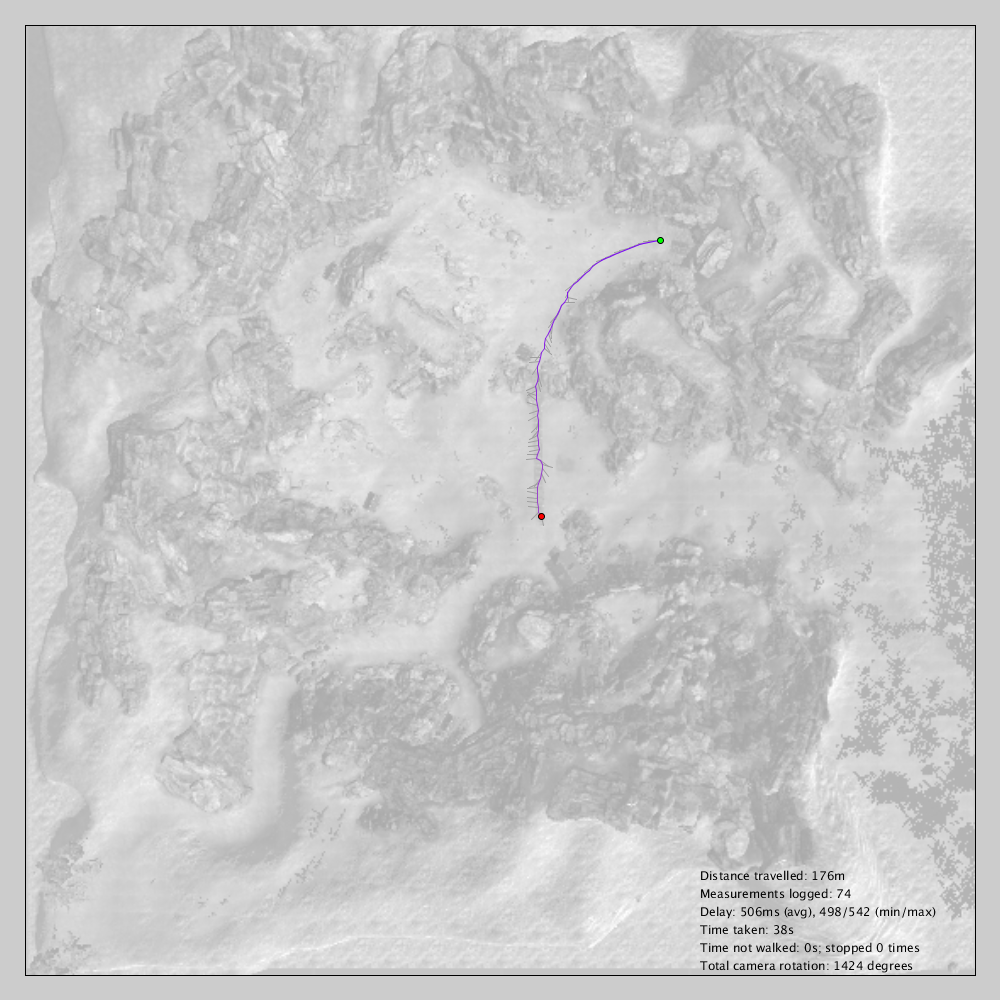 Distance travelled: 176m
Measurements logged: 74
Delay: 506ms (avg), 498/542 (min/max)
Time taken: 38s
Time not walked: 0s; stopped 0 times
Total camera rotation: 1424 degrees